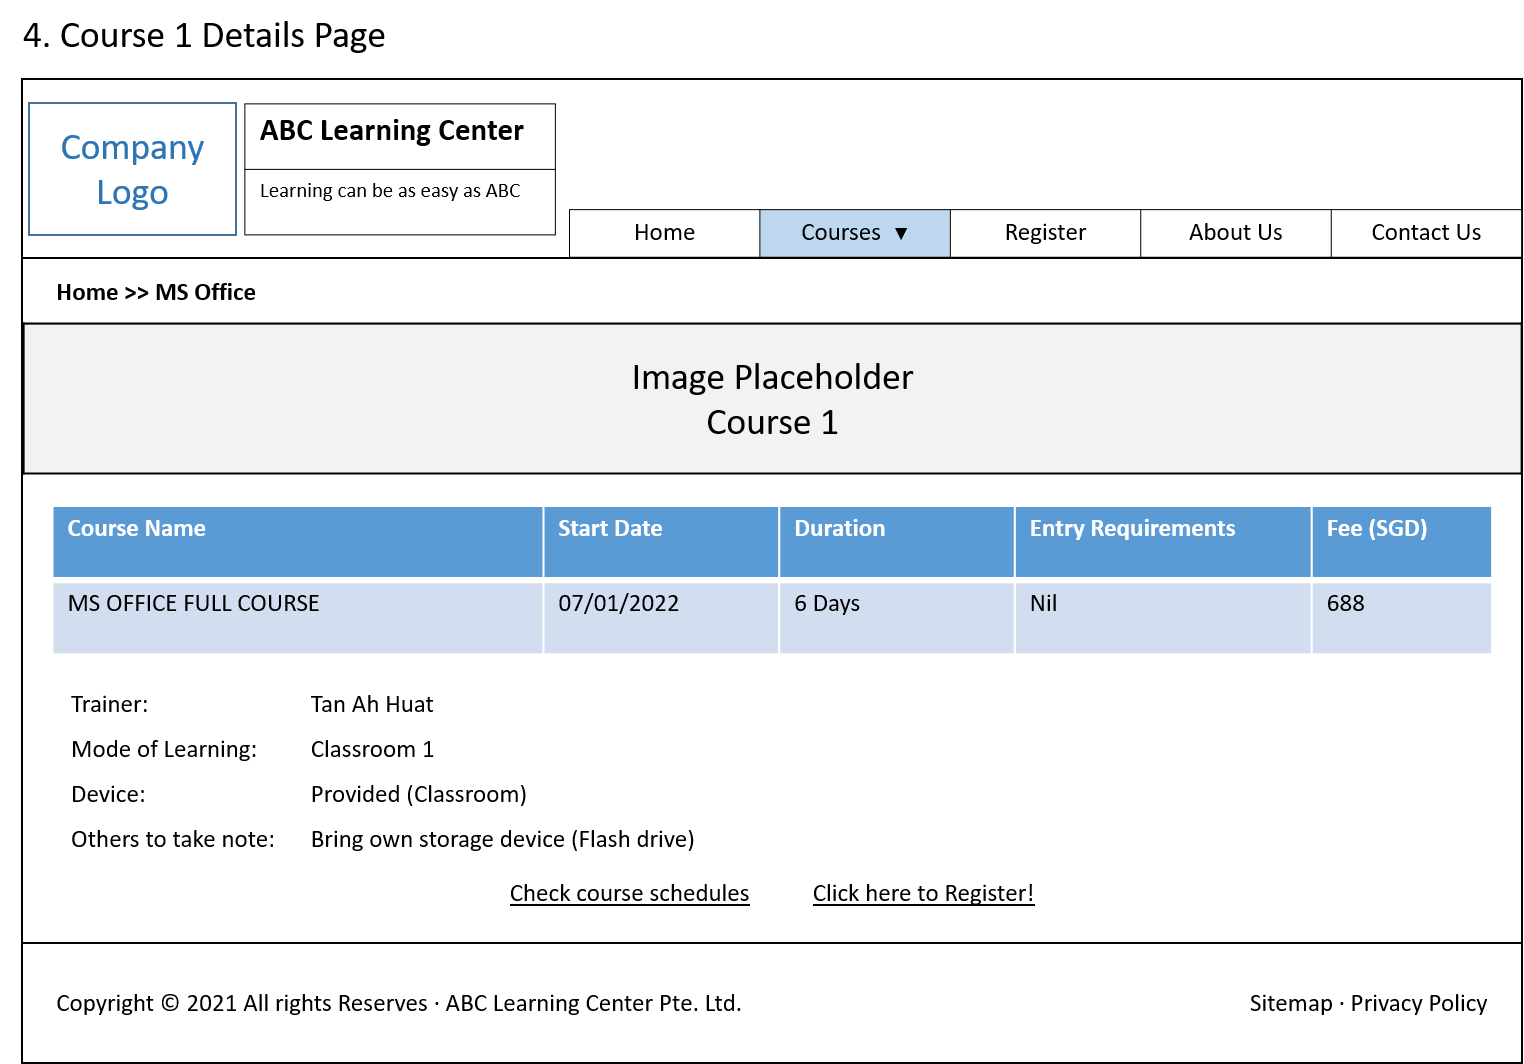 4. Course 1 Details Page
Company
Logo
ABC Learning Center
Learning can be as easy as ABC
Home
Courses ▼
Register
About Us
Contact Us
Home >> MS Office
Image Placeholder
Course 1
Course Name Start Date Duration Entry Requirements Fee (SGD)
MS OFFICE FULL COURSE 07/01/2022 6 Days Nil 688
Trainer: Tan Ah Huat
Mode of Learning: Classroom 1
Device: Provided (Classroom)
Others to take note: Bring own storage device (Flash drive)
Check course schedules Click here to Register!
Copyright © 2021 All rights Reserves · ABC Learning Center Pte. Ltd. Sitemap · Privacy Policy